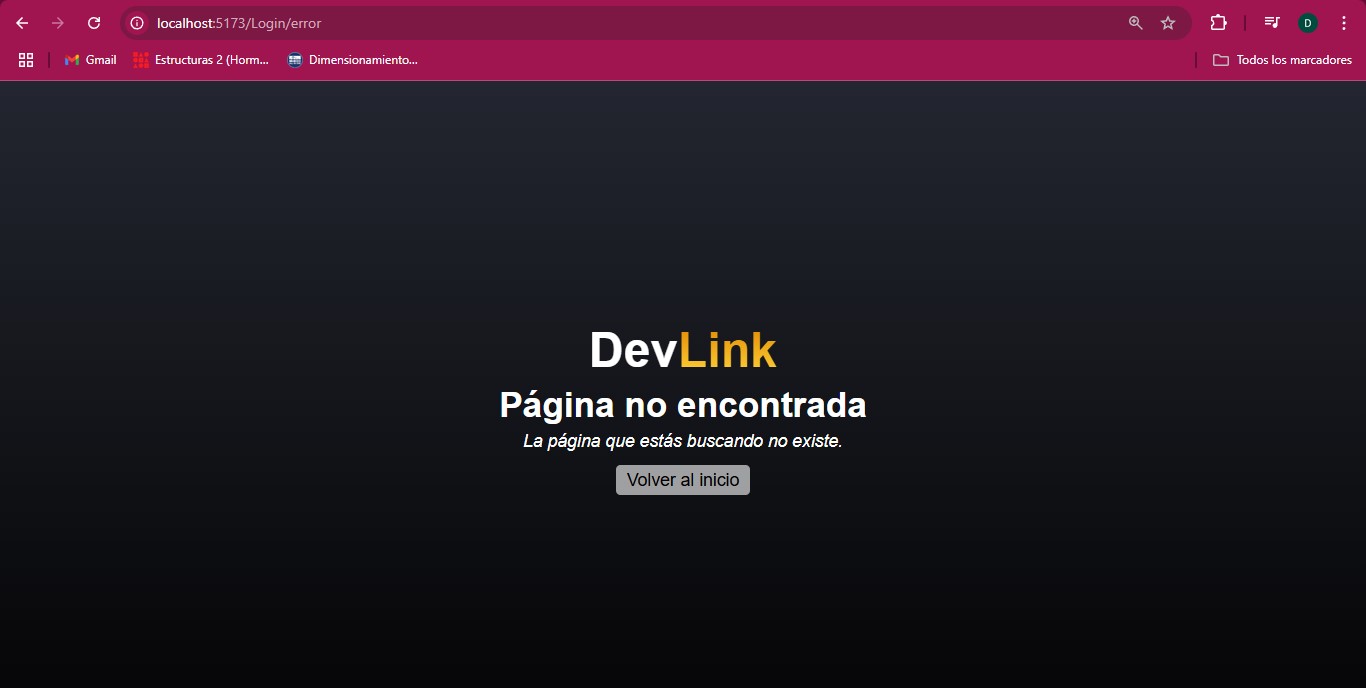 localhost:5173/Login/error
D
Gmail
Estructuras 2 (Horm...
Dimensionamiento...
Todos los marcadores
DevLink
Página no encontrada
La página que estás buscando no existe.
Volver al inicio